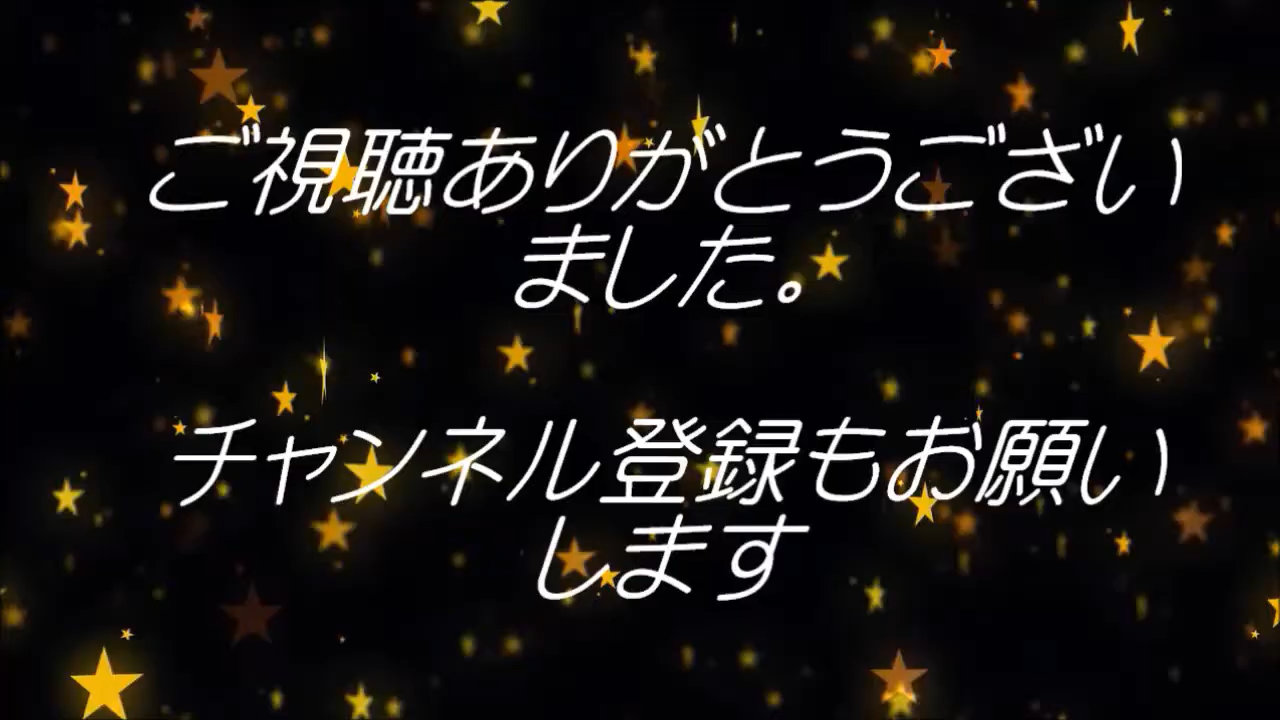 ご視聴ありがとうござい
ました。
チャンネル登録もお願い
します